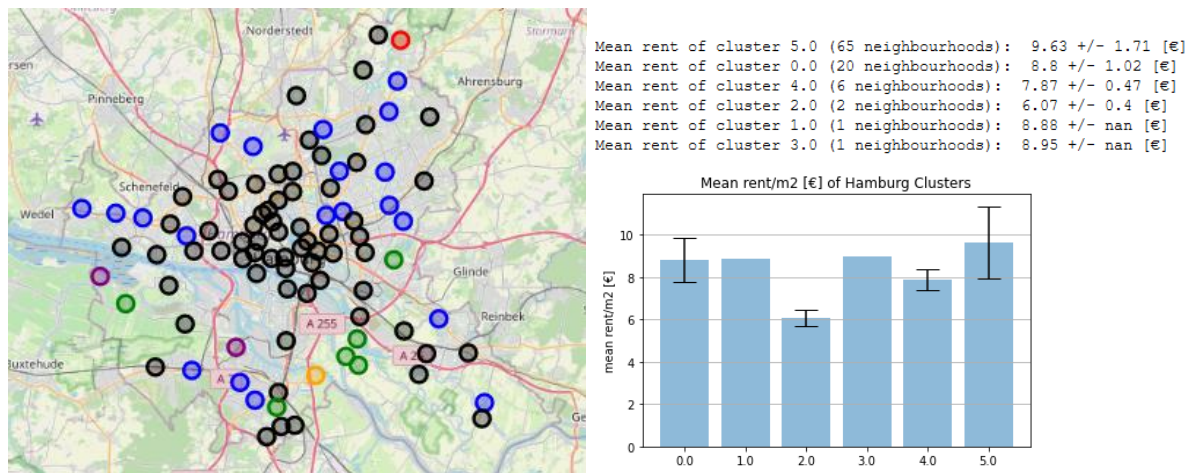 Norderstedt
Ahrensburg
Pinneberg
Schenefeld
Wedel
Glinde
Reinbek
A 255
Mean rent of cluster 5.0 (65 neighbourhoods):  9.63 +/- 1.71 [€]
Mean rent of cluster 0.0 (20 neighbourhoods):  8.8 +/- 1.02 [€]
Mean rent of cluster 4.0 (6 neighbourhoods):  7.87 +/- 0.47 [€]
Mean rent of cluster 2.0 (2 neighbourhoods):  6.07 +/- 0.4 [€]
Mean rent of cluster 1.0 (1 neighbourhoods):  8.88 +/- nan [€]
Mean rent of cluster 3.0 (1 neighbourhoods):  8.95 +/- nan [€]
Mean rent/m2 [€] of Hamburg Clusters
mean rent/m2 [€]
10
8
6
4
2
0
0.0 1.0 2.0 3.0 4.0 5.0